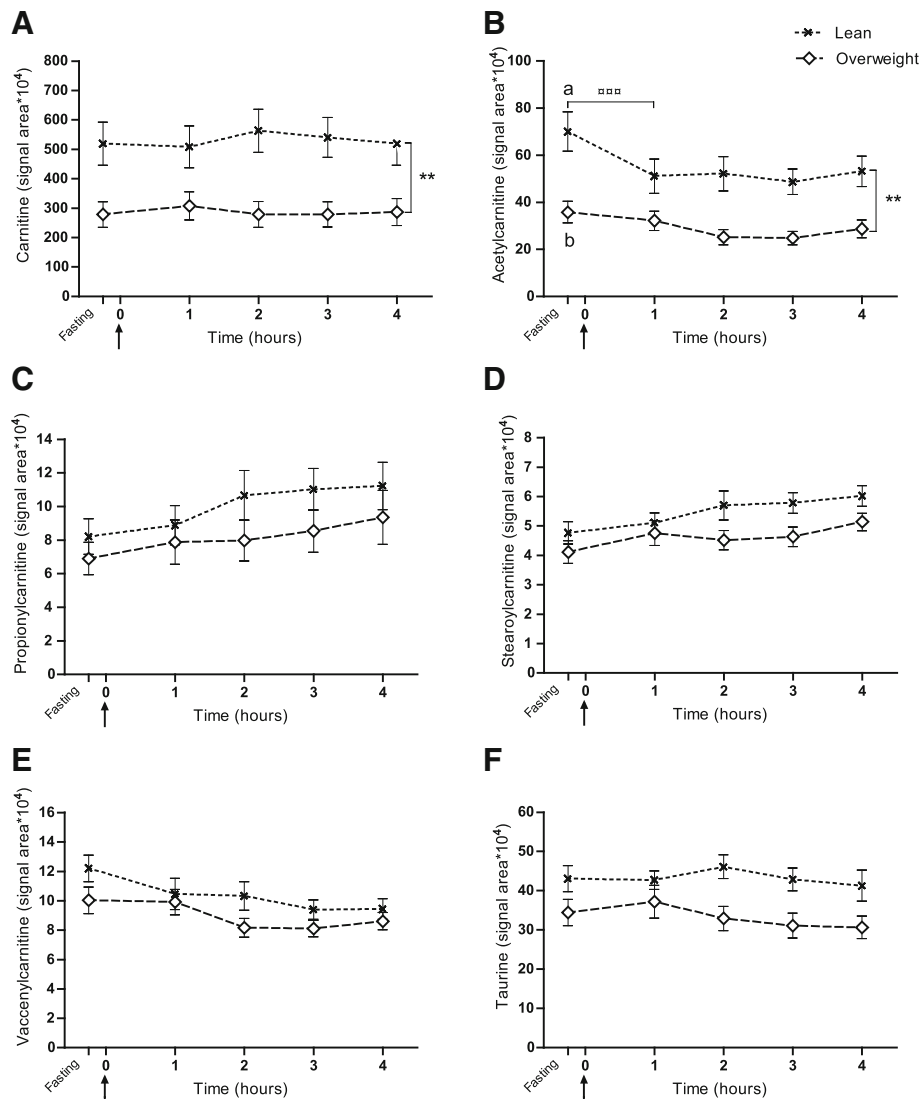 A
Carnitine (signal area*10⁴)
800
700
600
500
400
300
200
100
0
**
Fasting 0 1 2 3 4
Time (hours)
B
Lean
Overweight
Acetylcarnitine (signal area*10⁴)
100
80
60
40
20
0
a
¤¤¤
b
**
Fasting 0 1 2 3 4
Time (hours)
C
Propionylcarnitine (signal area*10⁴)
14
12
10
8
6
4
2
0
Fasting 0 1 2 3 4
Time (hours)
D
Stearoylcarnitine (signal area*10⁴)
8
7
6
5
4
3
2
1
0
Fasting 0 1 2 3 4
Time (hours)
E
Vaccenylcarnitine (signal area*10⁴)
16
14
12
10
8
6
4
2
0
Fasting 0 1 2 3 4
Time (hours)
F
Taurine (signal area*10⁴)
60
50
40
30
20
10
0
Fasting 0 1 2 3 4
Time (hours)